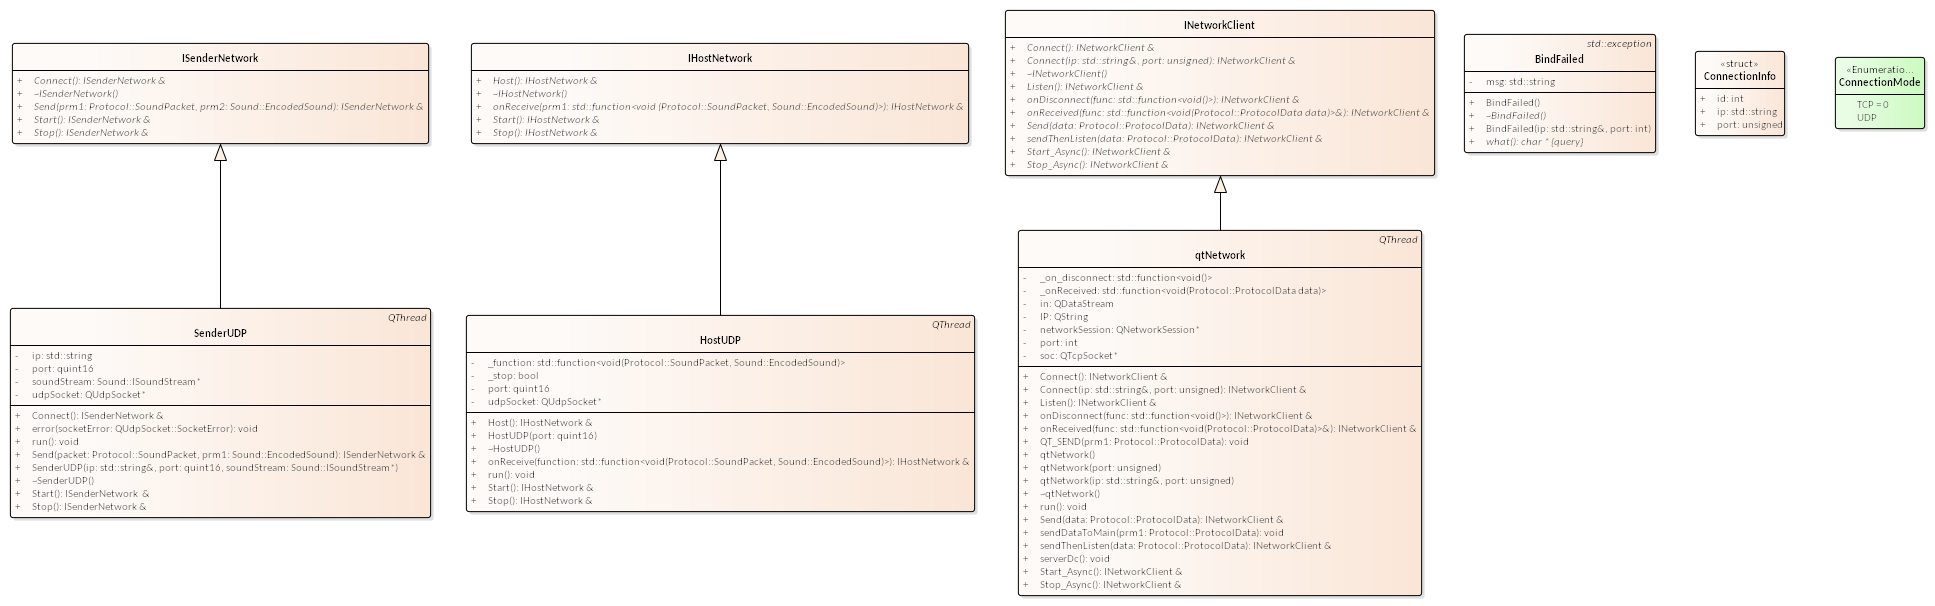 ISenderNetwork
+ Connect(): ISenderNetwork &
+ ~ISenderNetwork()
+ Send(prm1: Protocol::SoundPacket, prm2: Sound::EncodedSound): ISenderNetwork &
+ Start(): ISenderNetwork &
+ Stop(): ISenderNetwork &
IHostNetwork
+ Host(): IHostNetwork &
+ ~IHostNetwork()
+ onReceive(prm1: std::function<void (Protocol::SoundPacket, Sound::EncodedSound)>): IHostNetwork &
+ Start(): IHostNetwork &
+ Stop(): IHostNetwork &
INetworkClient
+ Connect(): INetworkClient &
+ Connect(ip: std::string&, port: unsigned): INetworkClient &
+ ~INetworkClient()
+ Listen(): INetworkClient &
+ onDisconnect(func: std::function<void()>): INetworkClient &
+ onReceived(func: std::function<void(Protocol::ProtocolData data)>&): INetworkClient &
+ Send(data: Protocol::ProtocolData): INetworkClient &
+ sendThenListen(data: Protocol::ProtocolData): INetworkClient &
+ Start_Async(): INetworkClient &
+ Stop_Async(): INetworkClient &
std::exception
BindFailed
- msg: std::string
+ BindFailed()
+ ~BindFailed()
+ BindFailed(ip: std::string&, port: int)
+ what(): char * {query}
«struct»
ConnectionInfo
+ id: int
+ ip: std::string
+ port: unsigned
«Enumeratio...
ConnectionMode
TCP = 0
UDP
QThread
SenderUDP
- ip: std::string
- port: quint16
- soundStream: Sound::ISoundStream*
- udpSocket: QUdpSocket*
+ Connect(): ISenderNetwork &
+ error(socketError: QUdpSocket::SocketError): void
+ run(): void
+ Send(packet: Protocol::SoundPacket, prm1: Sound::EncodedSound): ISenderNetwork &
+ SenderUDP(ip: std::string&, port: quint16, soundStream: Sound::ISoundStream*)
+ ~SenderUDP()
+ Start(): ISenderNetwork &
+ Stop(): ISenderNetwork &
QThread
HostUDP
- _function: std::function<void(Protocol::SoundPacket, Sound::EncodedSound)>
- _stop: bool
- port: quint16
- udpSocket: QUdpSocket*
+ Host(): IHostNetwork &
+ HostUDP(port: quint16)
+ ~HostUDP()
+ onReceive(function: std::function<void(Protocol::SoundPacket, Sound::EncodedSound)>): IHostNetwork &
+ run(): void
+ Start(): IHostNetwork &
+ Stop(): IHostNetwork &
QThread
qtNetwork
- _on_disconnect: std::function<void()>
- _onReceived: std::function<void(Protocol::ProtocolData data)>
- in: QDataStream
- IP: QString
- networkSession: QNetworkSession*
- port: int
- soc: QTcpSocket*
+ Connect(): INetworkClient &
+ Connect(ip: std::string&, port: unsigned): INetworkClient &
+ Listen(): INetworkClient &
+ onDisconnect(func: std::function<void()>): INetworkClient &
+ onReceived(func: std::function<void(Protocol::ProtocolData)>&): INetworkClient &
+ QT_SEND(prm1: Protocol::ProtocolData): void
+ qtNetwork()
+ qtNetwork(port: unsigned)
+ qtNetwork(ip: std::string&, port: unsigned)
+ ~qtNetwork()
+ run(): void
+ Send(data: Protocol::ProtocolData): INetworkClient &
+ sendDataToMain(prm1: Protocol::ProtocolData): void
+ sendThenListen(data: Protocol::ProtocolData): INetworkClient &
+ serverDc(): void
+ Start_Async(): INetworkClient &
+ Stop_Async(): INetworkClient &